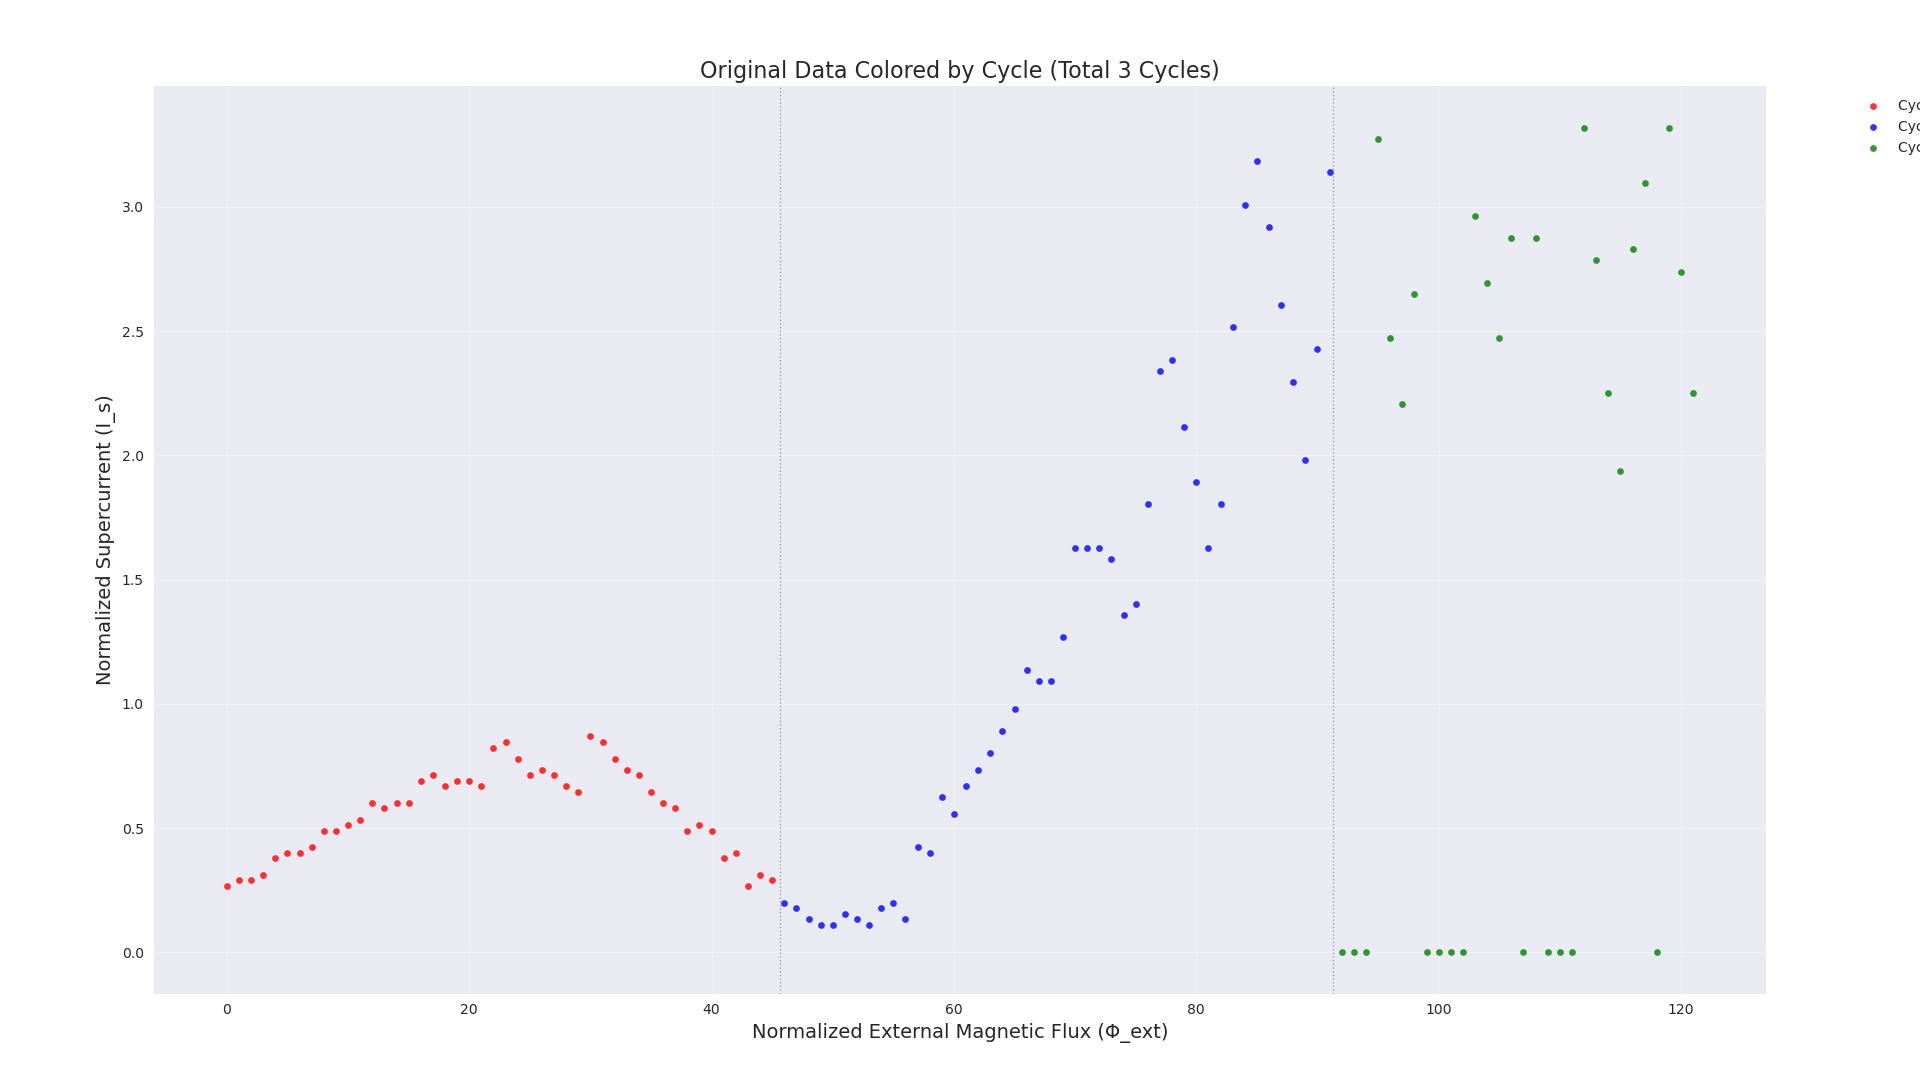 Original Data Colored by Cycle (Total 3 Cycles)
Cyc
Cyc
Cyc
Normalized Supercurrent (I_s)
3.0
2.5
2.0
1.5
1.0
0.5
0.0
0 20 40 60 80 100 120
Normalized External Magnetic Flux (Φ_ext)